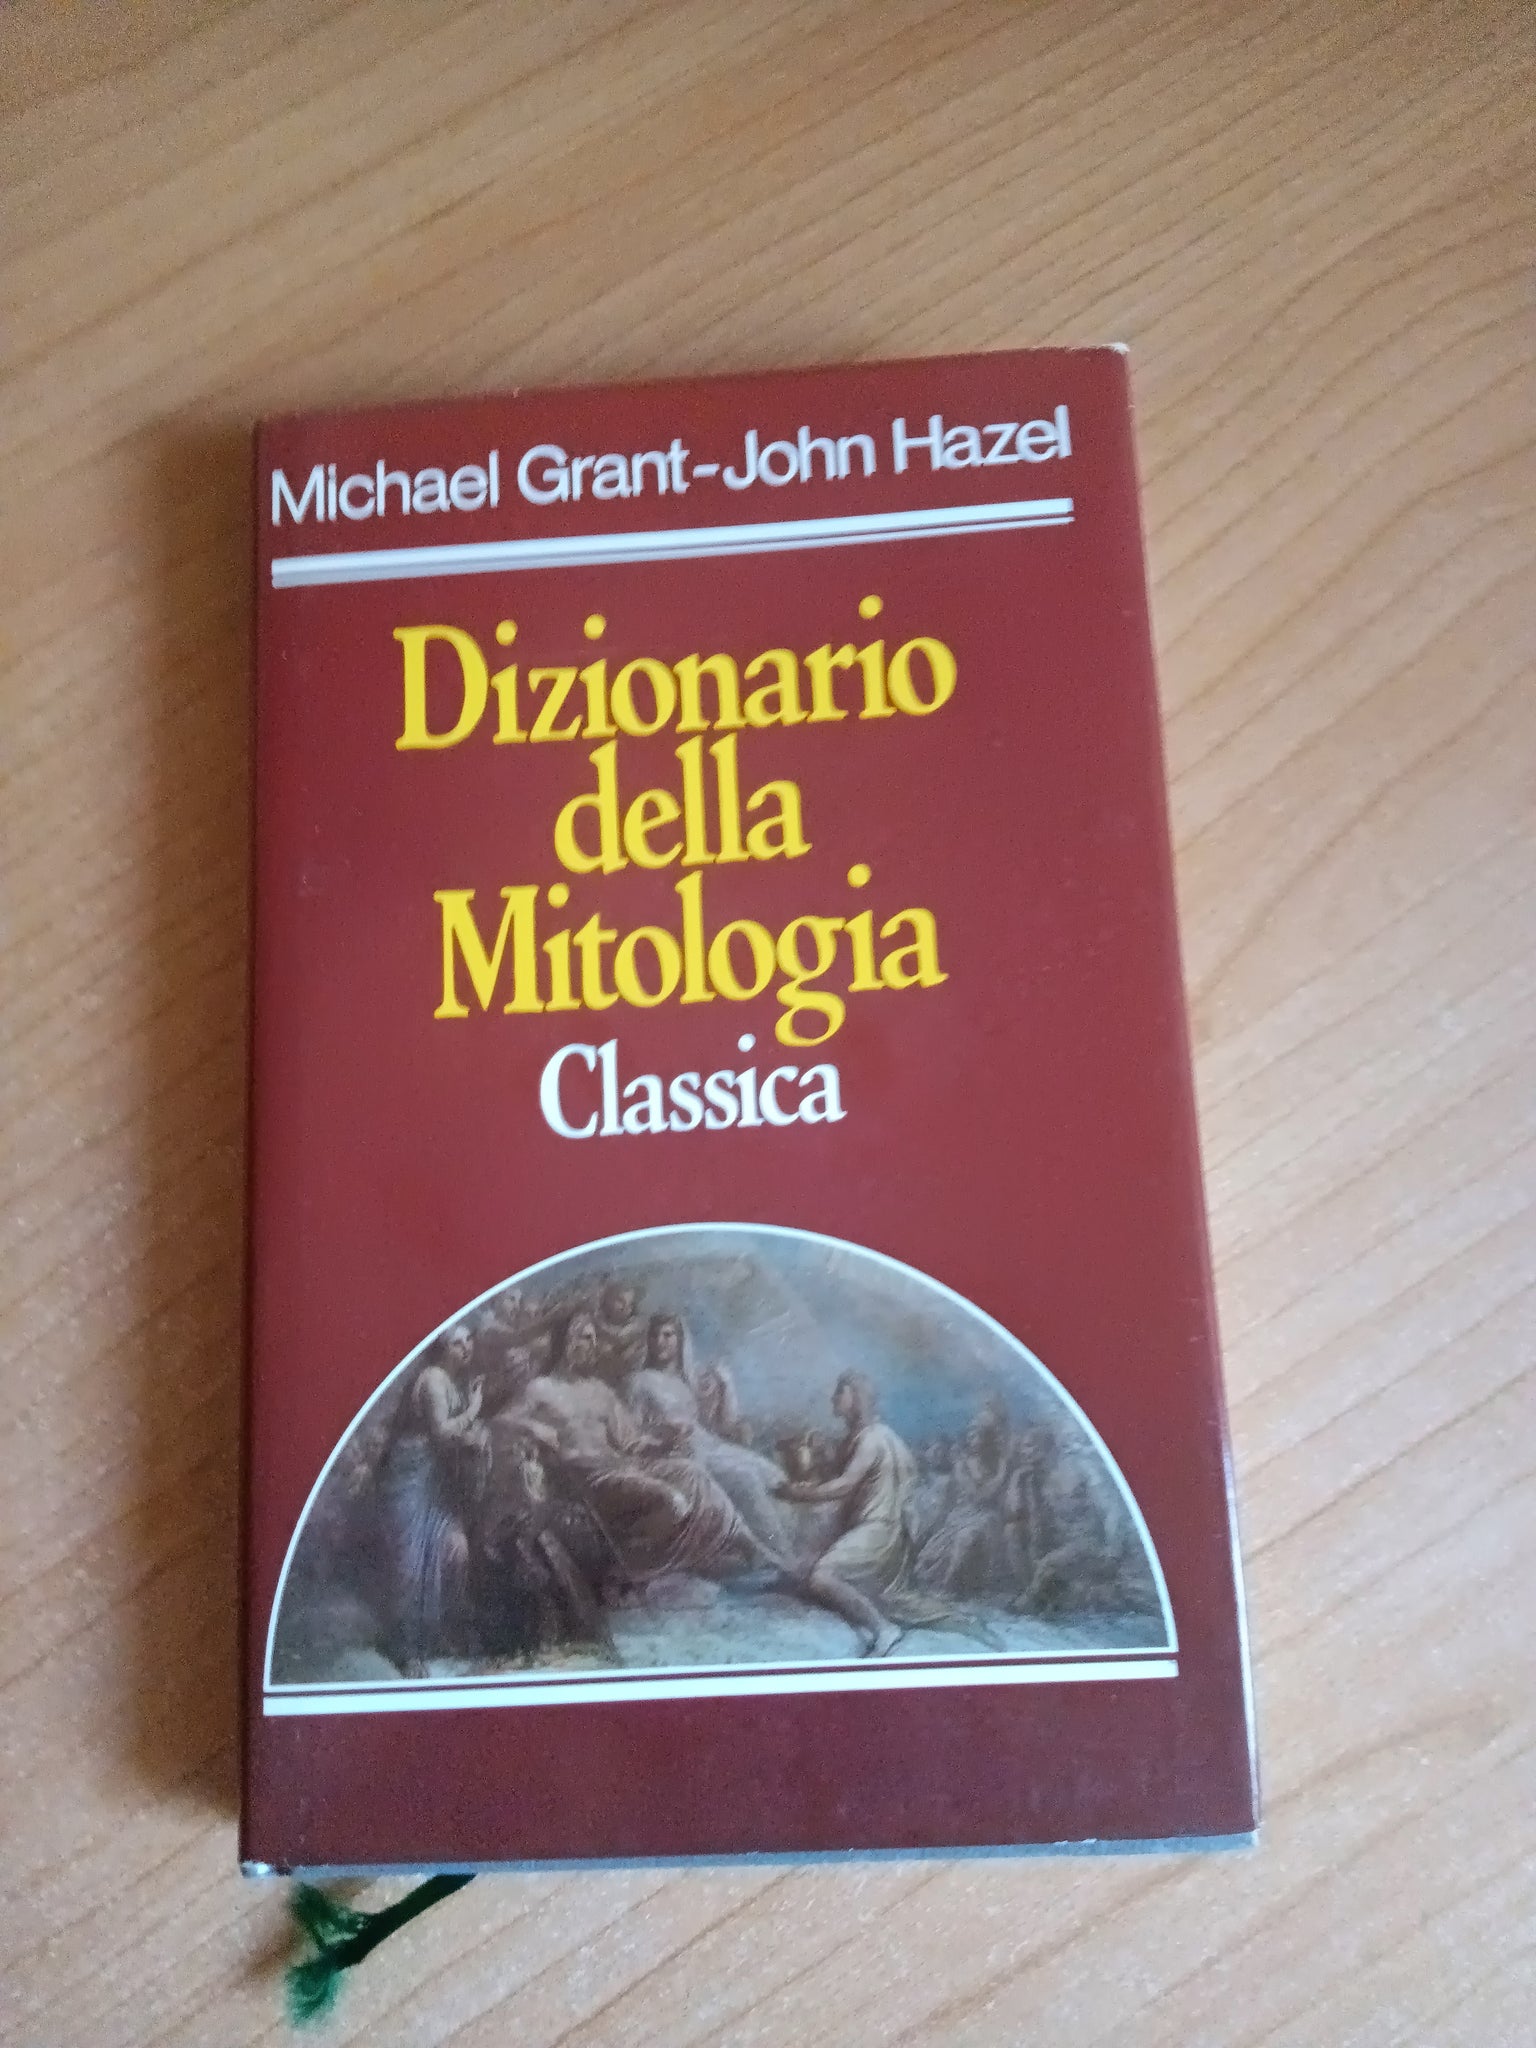 Michael Grant-John Hazel
Dizionario
della
Mitologia
Classica